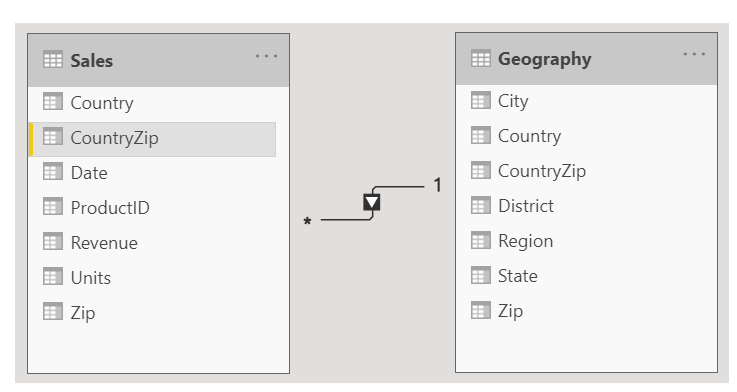 Sales
Country
CountryZip
Date
ProductID
Revenue
Units
Zip
*
1
Geography
City
Country
CountryZip
District
Region
State
Zip